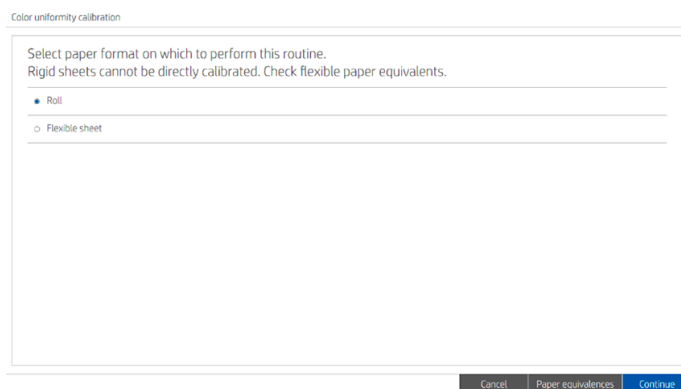 Color uniformity calibration
Select paper format on which to perform this routine.
Rigid sheets cannot be directly calibrated. Check flexible paper equivalents.
Roll
Flexible sheet
Cancel
Paper equivalences
Continue